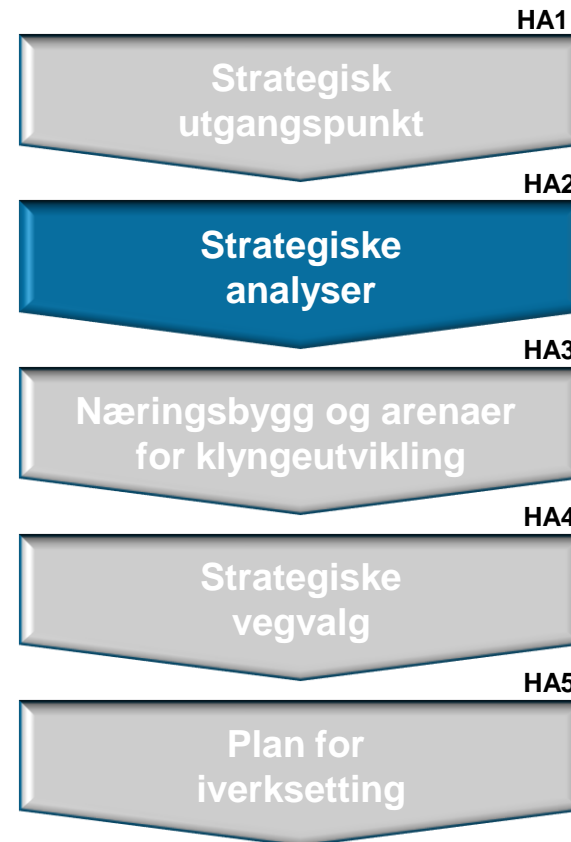 HA1
Strategisk
utgangspunkt
HA2
Strategiske
analyser
HA3
Næringsbygg og arenaer
for klyngeutvikling
HA4
Strategiske
vegvalg
HA5
Plan for
iverksetting